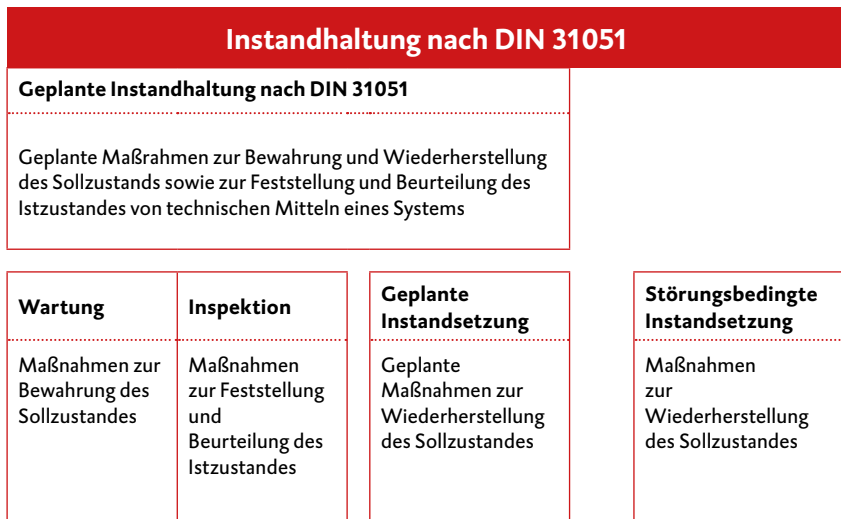 Instandhaltung nach DIN 31051
Geplante Instandhaltung nach DIN 31051
Geplante Maßrahmen zur Bewahrung und Wiederherstellung
des Sollzustands sowie zur Feststellung und Beurteilung des
Istzustandes von technischen Mitteln eines Systems
Wartung
Maßnahmen zur
Bewahrung des
Sollzustandes
Inspektion
Maßnahmen
zur Feststellung
und
Beurteilung des
Istzustandes
Geplante
Instandsetzung
Geplante
Maßnahmen zur
Wiederherstellung
des Sollzustandes
Störungsbedingte
Instandsetzung
Maßnahmen
zur
Wiederherstellung
des Sollzustandes